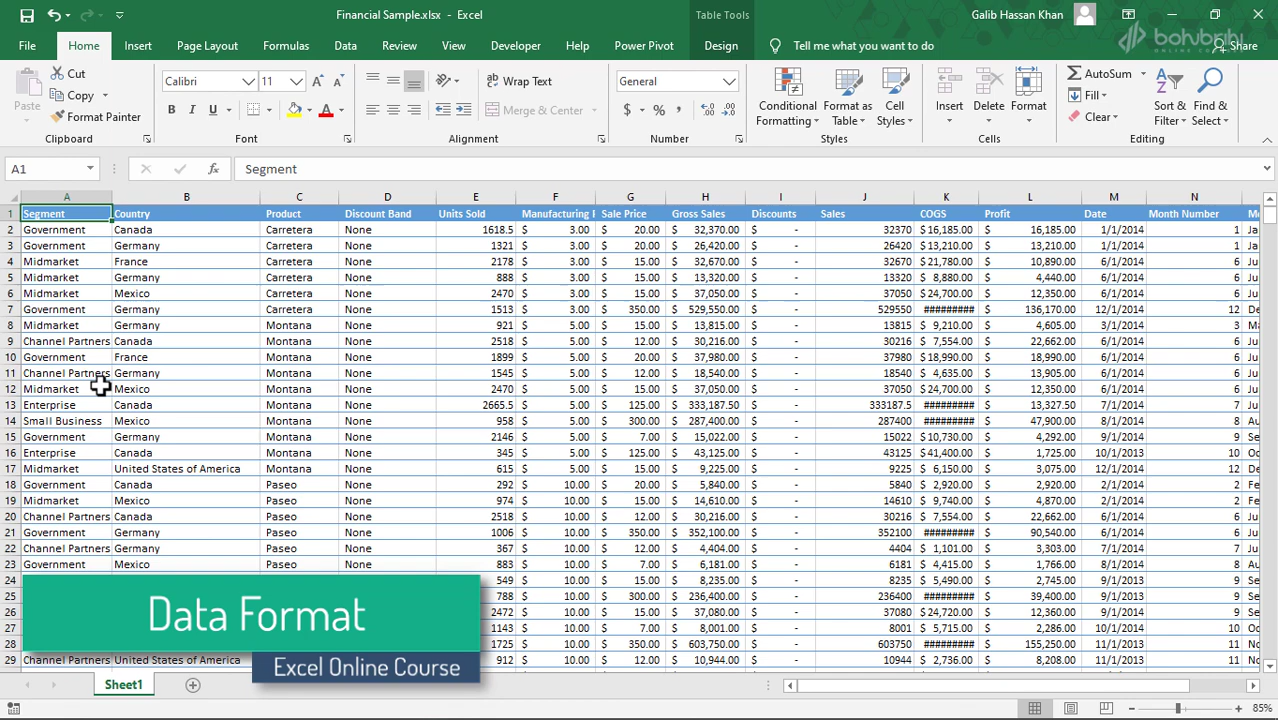 Financial Sample.xlsx - Excel
Table Tools
Galib Hassan Khan
bohubrihi
ONLINE COURSE
File Home Insert Page Layout Formulas Data Review View Developer Help Power Pivot Design Tell me what you want to do Share
Cut
Copy
Format Painter
Paste
Calibri 11
B I U
Wrap Text
Merge & Center
General
$ % ,
Conditional Formatting
Format as Table
Cell Styles
Insert
Delete
Format
AutoSum
Fill
Clear
Sort & Filter
Find & Select
Clipboard Font Alignment Number Styles Cells Editing
A1 fx Segment
A B C D E F G H I J K L M N
1 Segment Country Product Discount Band Units Sold Manufacturing Sale Price Gross Sales Discounts Sales COGS Profit Date Month Number
2 Government Canada Carretera None 1618.5 $ 3.00 $ 20.00 $ 32,370.00 $ - 32370 $ 16,185.00 $ 16,185.00 1/1/2014 1 Ja
3 Government Germany Carretera None 1321 $ 3.00 $ 20.00 $ 26,420.00 $ - 26420 $ 13,210.00 $ 13,210.00 1/1/2014 1 Ja
4 Midmarket France Carretera None 2178 $ 3.00 $ 15.00 $ 32,670.00 $ - 32670 $ 21,780.00 $ 10,890.00 6/1/2014 6 Ju
5 Midmarket Germany Carretera None 888 $ 3.00 $ 15.00 $ 13,320.00 $ - 13320 $ 8,880.00 $ 4,440.00 6/1/2014 6 Ju
6 Midmarket Mexico Carretera None 2470 $ 3.00 $ 15.00 $ 37,050.00 $ - 37050 $ 24,700.00 $ 12,350.00 6/1/2014 6 Ju
7 Government Germany Carretera None 1513 $ 3.00 $ 350.00 $ 529,550.00 $ - 529550 ######### $ 136,170.00 12/1/2014 12 De
8 Midmarket Germany Montana None 921 $ 5.00 $ 15.00 $ 13,815.00 $ - 13815 $ 9,210.00 $ 4,605.00 3/1/2014 3 Ma
9 Channel Partners Canada Montana None 2518 $ 5.00 $ 12.00 $ 30,216.00 $ - 30216 $ 7,554.00 $ 22,662.00 6/1/2014 6 Ju
10 Government France Montana None 1899 $ 5.00 $ 20.00 $ 37,980.00 $ - 37980 $ 18,990.00 $ 18,990.00 6/1/2014 6 Ju
11 Channel Partners Germany Montana None 1545 $ 5.00 $ 12.00 $ 18,540.00 $ - 18540 $ 4,635.00 $ 13,905.00 6/1/2014 6 Ju
12 Midmarket Mexico Montana None 2470 $ 5.00 $ 15.00 $ 37,050.00 $ - 37050 $ 24,700.00 $ 12,350.00 6/1/2014 6 Ju
13 Enterprise Canada Montana None 2665.5 $ 5.00 $ 125.00 $ 333,187.50 $ - 333187.5 ######### $ 13,327.50 7/1/2014 7 Ju
14 Small Business Mexico Montana None 958 $ 5.00 $ 300.00 $ 287,400.00 $ - 287400 ######### $ 47,900.00 8/1/2014 8 Au
15 Government Germany Montana None 2146 $ 5.00 $ 7.00 $ 15,022.00 $ - 15022 $ 10,730.00 $ 4,292.00 9/1/2014 9 Se
16 Enterprise Canada Montana None 345 $ 5.00 $ 125.00 $ 43,125.00 $ - 43125 $ 41,400.00 $ 1,725.00 10/1/2013 10 Oc
17 Midmarket United States of America Montana None 615 $ 5.00 $ 15.00 $ 9,225.00 $ - 9225 $ 6,150.00 $ 3,075.00 12/1/2014 12 De
18 Government Canada Paseo None 292 $ 10.00 $ 20.00 $ 5,840.00 $ - 5840 $ 2,920.00 $ 2,920.00 2/1/2014 2 Fe
19 Midmarket Mexico Paseo None 974 $ 10.00 $ 15.00 $ 14,610.00 $ - 14610 $ 9,740.00 $ 4,870.00 2/1/2014 2 Fe
20 Channel Partners Canada Paseo None 2518 $ 10.00 $ 12.00 $ 30,216.00 $ - 30216 $ 7,554.00 $ 22,662.00 6/1/2014 6 Ju
21 Government Germany Paseo None 1006 $ 10.00 $ 350.00 $ 352,100.00 $ - 352100 ######### $ 90,540.00 6/1/2014 6 Ju
22 Channel Partners Germany Paseo None 367 $ 10.00 $ 12.00 $ 4,404.00 $ - 4404 $ 1,101.00 $ 3,303.00 7/1/2014 7 Ju
23 Government Mexico Paseo None 883 $ 10.00 $ 7.00 $ 6,181.00 $ - 6181 $ 4,415.00 $ 1,766.00 8/1/2014 8 Au
24 549 $ 10.00 $ 15.00 $ 8,235.00 $ - 8235 $ 5,490.00 $ 2,745.00 9/1/2013 9 Se
25 788 $ 10.00 $ 300.00 $ 236,400.00 $ - 236400 ######### $ 39,400.00 9/1/2013 9 Se
26 2472 $ 10.00 $ 15.00 $ 37,080.00 $ - 37080 $ 24,720.00 $ 12,360.00 9/1/2014 9 Se
27 1143 $ 10.00 $ 7.00 $ 8,001.00 $ - 8001 $ 5,715.00 $ 2,286.00 10/1/2014 10 Oc
28 1725 $ 10.00 $ 350.00 $ 603,750.00 $ - 603750 ######### $ 155,250.00 11/1/2013 11 No
29 Channel Partners United States of America 912 $ 10.00 $ 12.00 $ 10,944.00 $ - 10944 $ 2,736.00 $ 8,208.00 11/1/2013 11 No
Data Format
Excel Online Course
Sheet1
85%